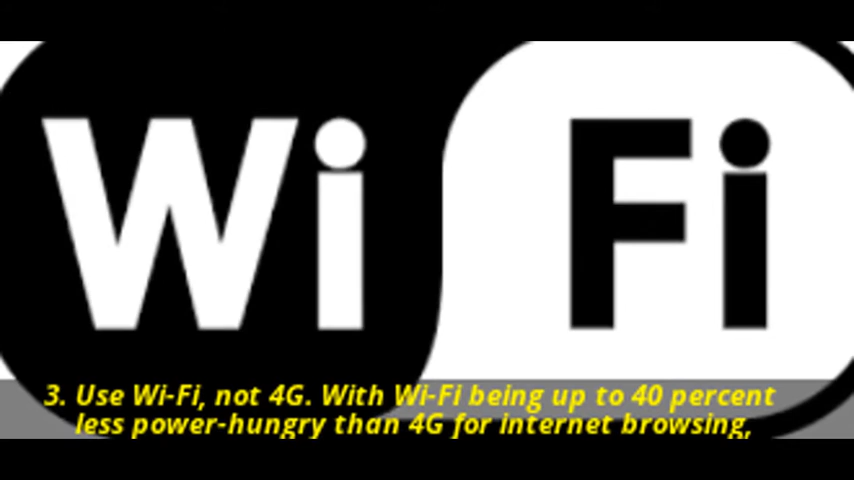 Wi Fi
3. Use Wi-Fi, not 4G. With Wi-Fi being up to 40 percent
less power-hungry than 4G for internet browsing,